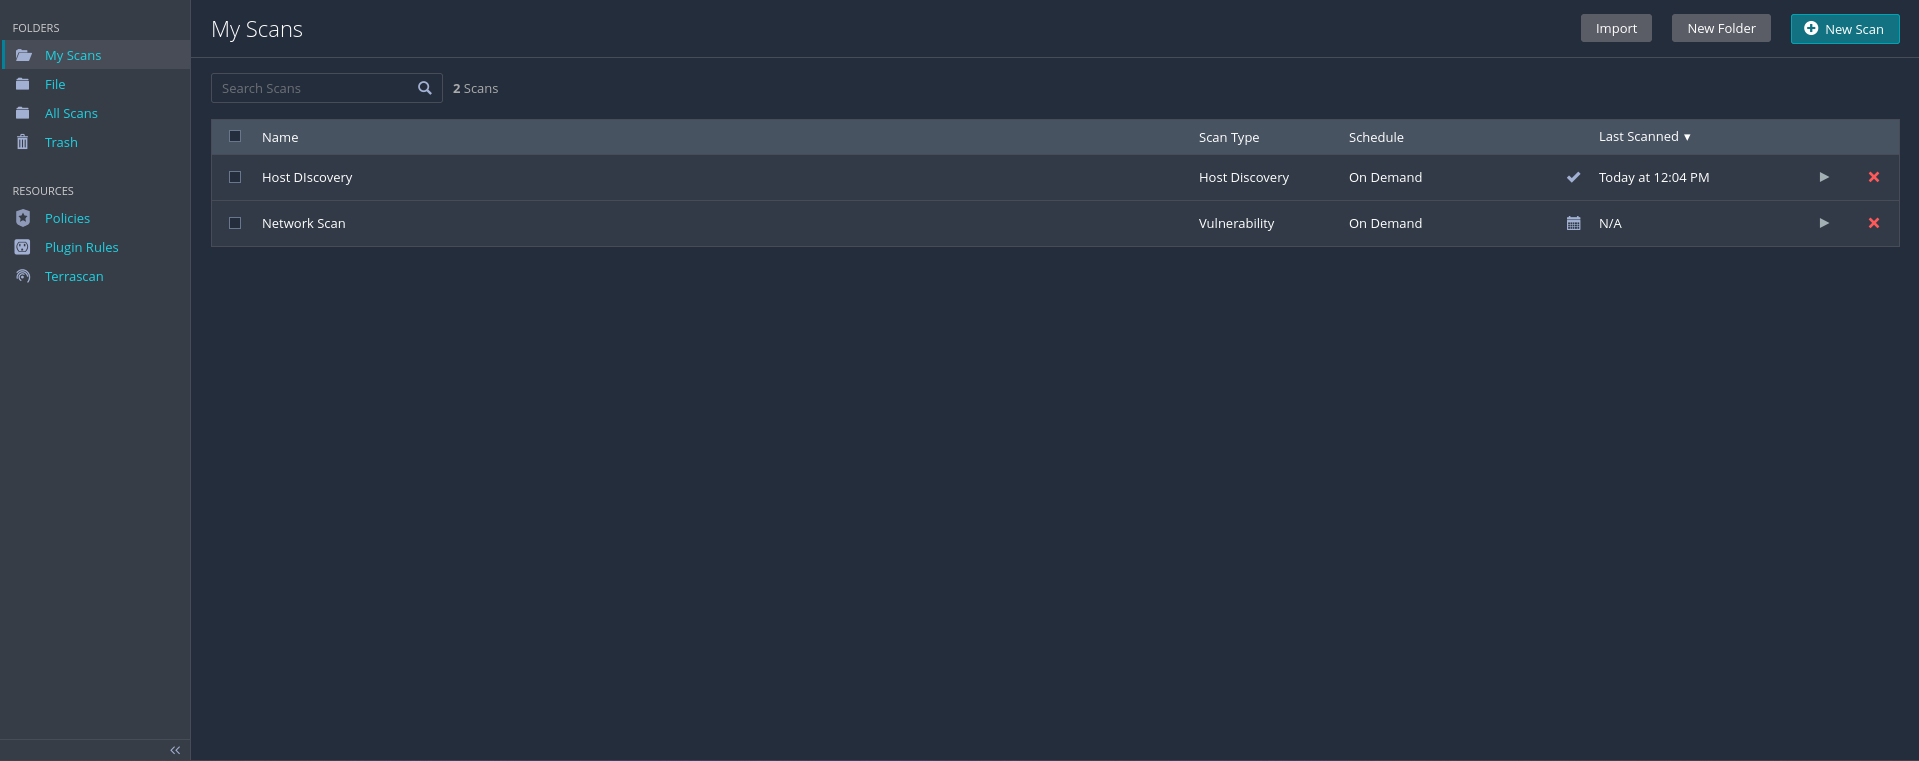 FOLDERS
My Scans
File
All Scans
Trash
RESOURCES
Policies
Plugin Rules
Terrascan
My Scans
Import
New Folder
New Scan
Search Scans
2 Scans
Name Scan Type Schedule Last Scanned ▼
Host DIscovery Host Discovery On Demand Today at 12:04 PM
Network Scan Vulnerability On Demand N/A